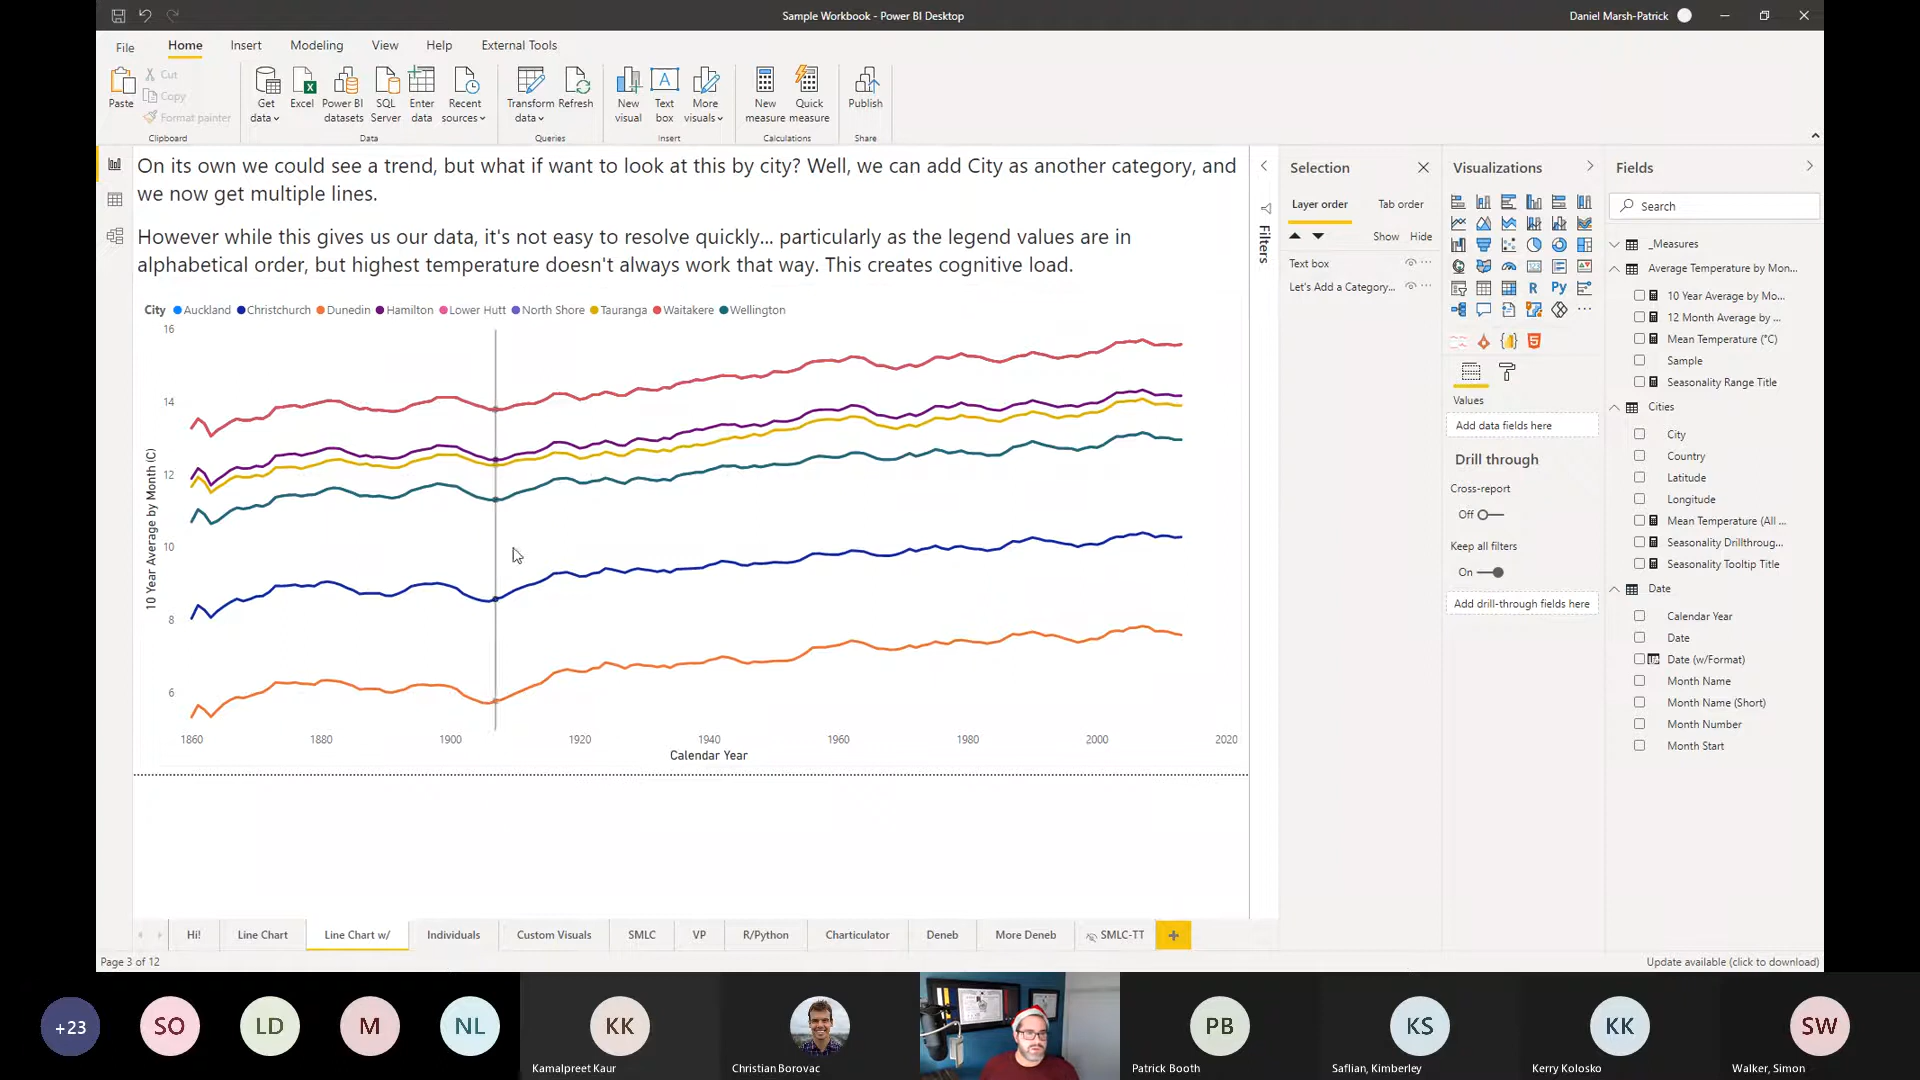 Sample Workbook - Power BI Desktop
Daniel Marsh-Patrick
File Home Insert Modeling View Help External Tools
Paste
Cut
Copy
Format painter
Clipboard
Get data
Excel
Power BI datasets
SQL Server
Enter data
Recent sources
Data
Transform data
Refresh
Queries
New visual
Text box
More visuals
Insert
New measure
Quick measure
Calculations
Publish
Share
On its own we could see a trend, but what if want to look at this by city? Well, we can add City as another category, and
we now get multiple lines.
However while this gives us our data, it's not easy to resolve quickly... particularly as the legend values are in
alphabetical order, but highest temperature doesn't always work that way. This creates cognitive load.
City Auckland Christchurch Dunedin Hamilton Lower Hutt North Shore Tauranga Waitakere Wellington
10 Year Average by Month (C)
16
14
12
10
8
6
1860 1880 1900 1920 1940 1960 1980 2000 2020
Calendar Year
Filters
Selection
Layer order Tab order
Show Hide
Text box
Let's Add a Category...
Visualizations
R Py
Values
Add data fields here
Drill through
Cross-report
Off
Keep all filters
On
Add drill-through fields here
Fields
Search
_Measures
Average Temperature by Mon...
10 Year Average by Mo...
12 Month Average by ...
Mean Temperature (°C)
Sample
Seasonality Range Title
Cities
City
Country
Latitude
Longitude
Mean Temperature (All ...
Seasonality Drillthroug...
Seasonality Tooltip Title
Date
Calendar Year
Date
Date (w/Format)
Month Name
Month Name (Short)
Month Number
Month Start
Hi! Line Chart Line Chart w/ Individuals Custom Visuals SMLC VP R/Python Charticulator Deneb More Deneb SMLC-TT +
Page 3 of 12
Update available (click to download)
+23 SO LD M NL KK PB KS KK SW
Kamalpreet Kaur Christian Borovac Patrick Booth Saflian, Kimberley Kerry Kolosko Walker, Simon